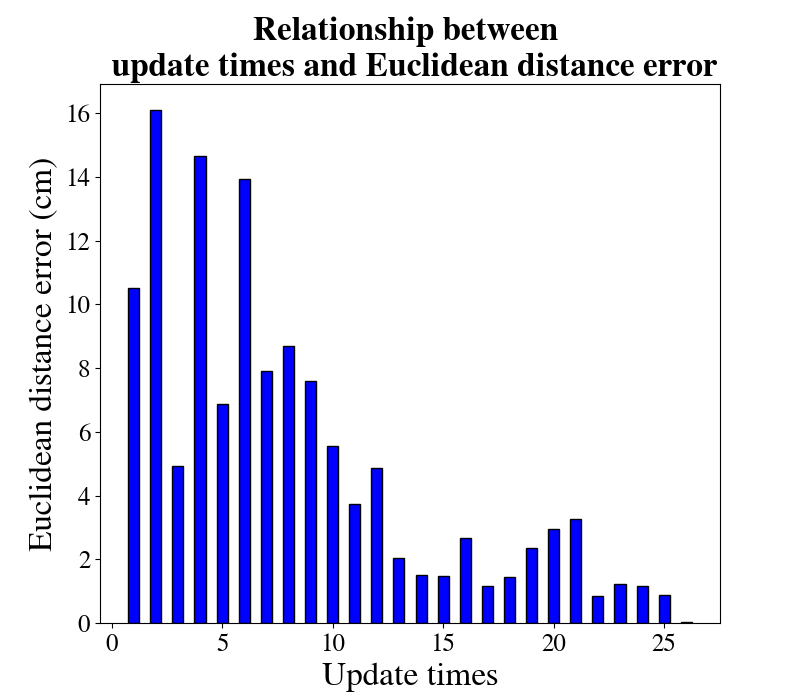 Relationship between
update times and Euclidean distance error
Euclidean distance error (cm)
16
14
12
10
8
6
4
2
0
0 5 10 15 20 25
Update times